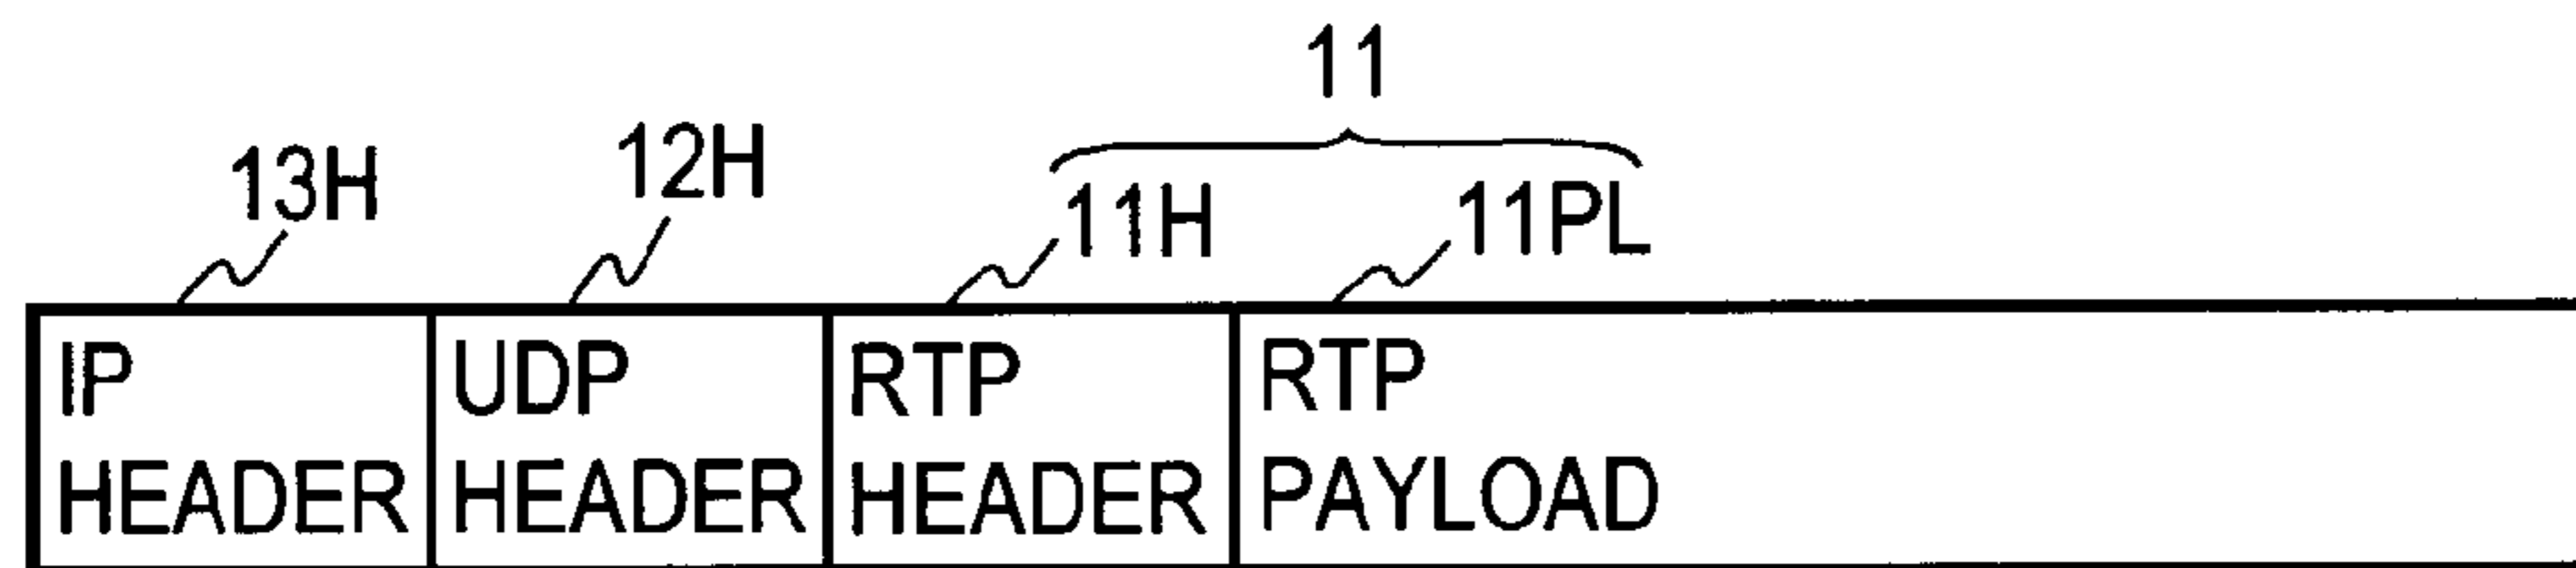 11
13H 12H 11H 11PL
IP HEADER
UDP HEADER
RTP HEADER
RTP PAYLOAD